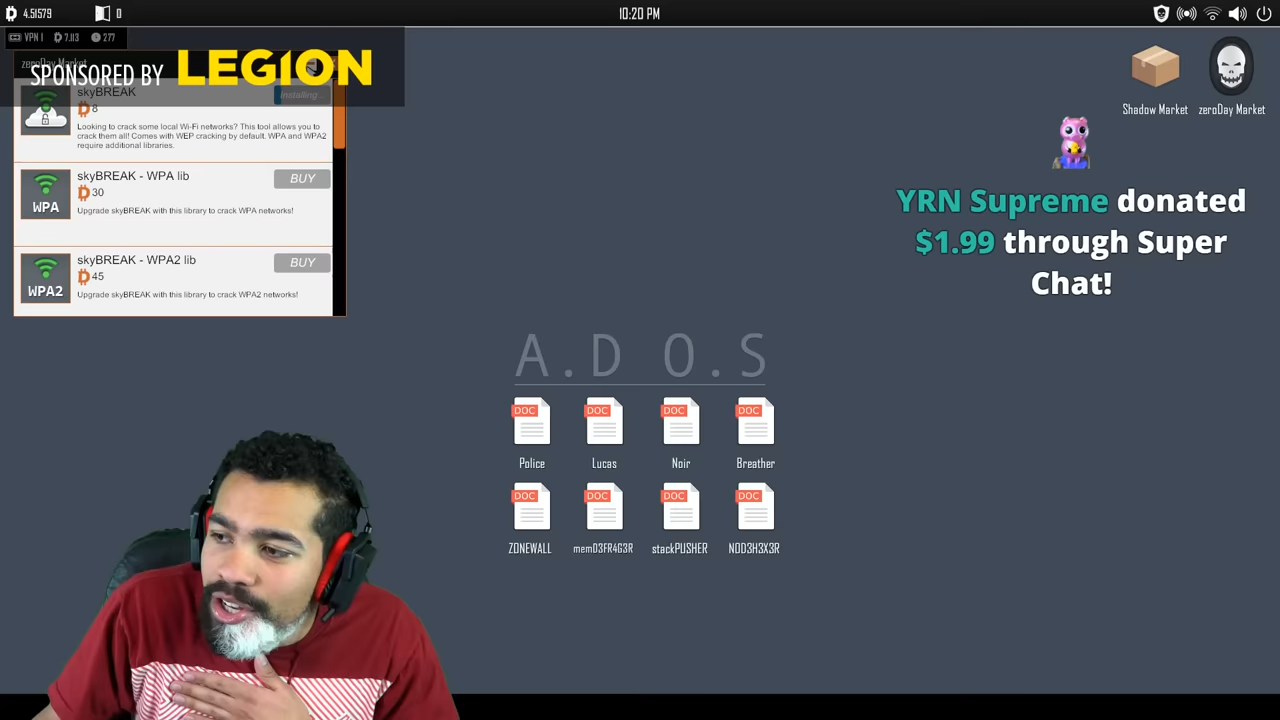 4.51579
0
10:20 PM
VPN 1
7.113
277
zeroDay Market
SPONSORED BY LEGION
skyBREAK
Installing...
8
Looking to crack some local Wi-Fi networks? This tool allows you to
crack them all! Comes with WEP cracking by default. WPA and WPA2
require additional libraries.
WPA
skyBREAK - WPA lib
BUY
30
Upgrade skyBREAK with this library to crack WPA networks!
WPA2
skyBREAK - WPA2 lib
BUY
45
Upgrade skyBREAK with this library to crack WPA2 networks!
Shadow Market
zeroDay Market
YRN Supreme donated
$1.99 through Super
Chat!
A.D O.S
DOC DOC DOC DOC
Police Lucas Noir Breather
DOC DOC DOC DOC
ZONEWALL memD3FR4G3R stackPUSHER NOD3H3X3R